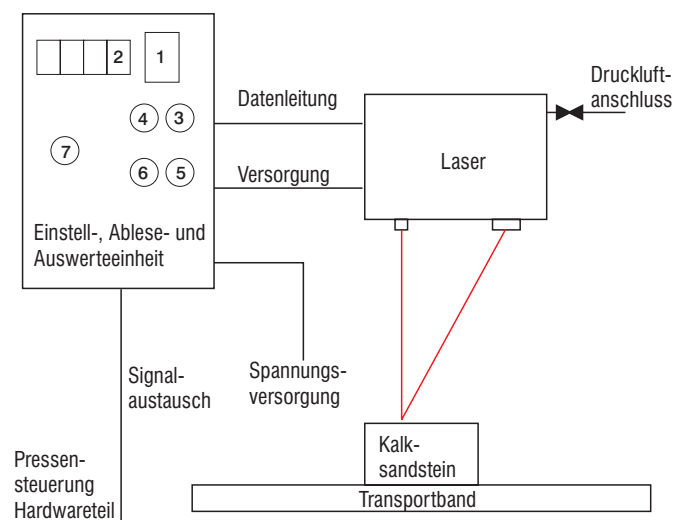 2
1
4
3
7
6
5
Einstell-, Ablese- und
Auswerteeinheit
Datenleitung
Versorgung
Laser
Druckluft-
anschluss
Signal-
austausch
Spannungs-
versorgung
Pressen-
steuerung
Hardwareteil
Kalk-
sandstein
Transportband